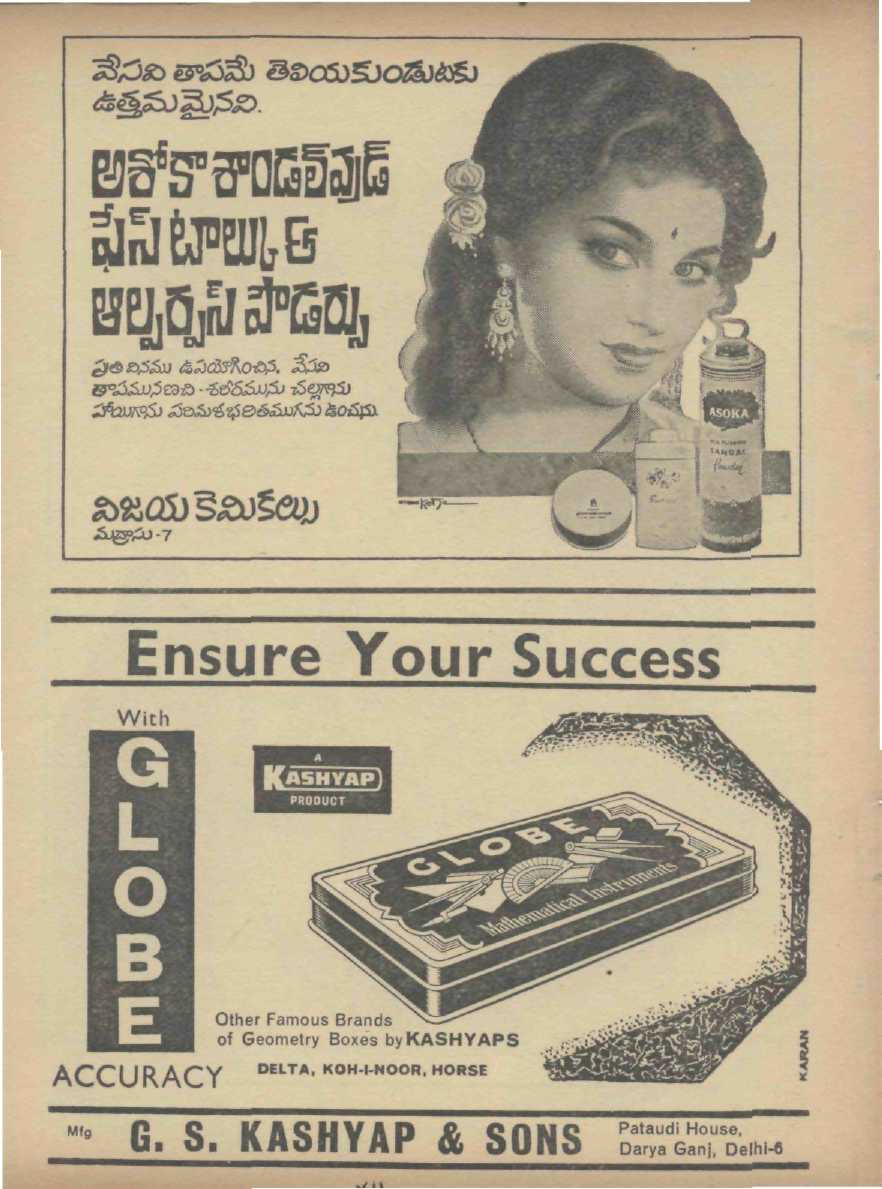 వేసవి తాపమే తెలియకుండుటకు
ఉత్తమమైనవి.
అశోకా శాండల్‌వుడ్
ఫేస్ టాల్కు &
ఆల్పర్పస్ పౌడర్సు
ప్రతి దినము ఉపయోగించిన, వేసవి
తాపమునణచి - శరీరమును చల్లగాను
హాయిగాను పరిమళభరితముగను ఉంచును.
విజయ కెమికల్సు
మద్రాసు - 7
ASOKA
SANDAL
Powder
Ensure Your Success
With
GLOBE
ACCURACY
A
KASHYAP
PRODUCT
GLOBE
Mathematical Instruments
Other Famous Brands
of Geometry Boxes by KASHYAPS
DELTA, KOH-I-NOOR, HORSE
KARAN
Mfg G. S. KASHYAP & SONS
Pataudi House,
Darya Ganj, Delhi-6